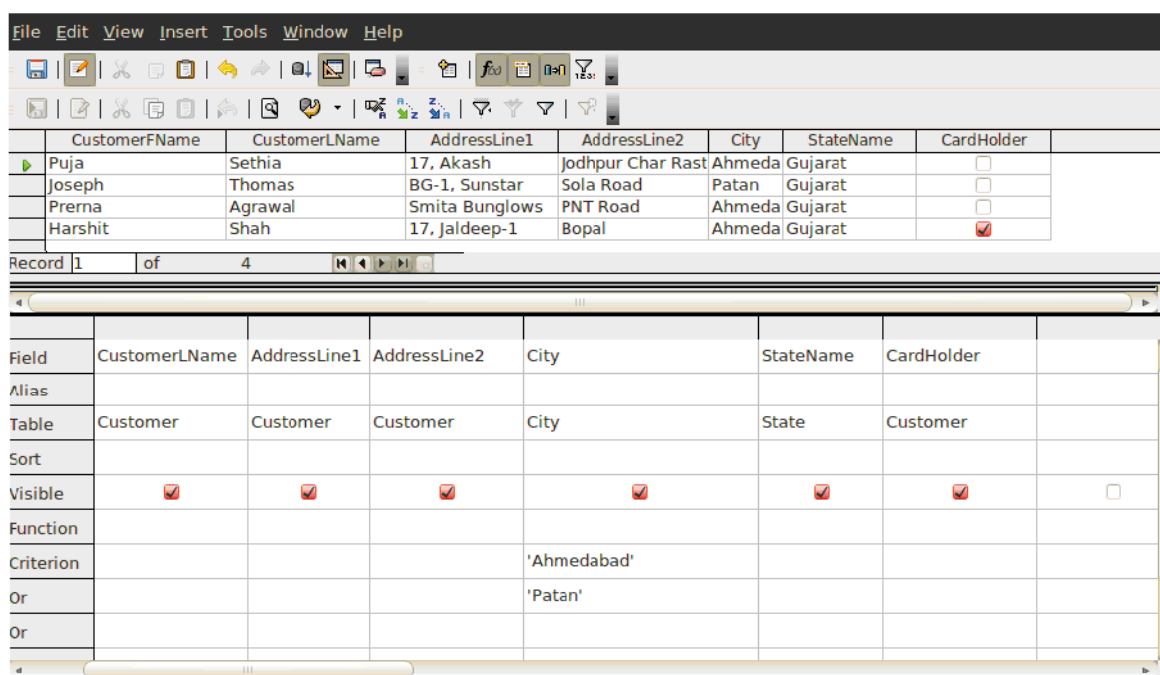 File Edit View Insert Tools Window Help
CustomerFName CustomerLName AddressLine1 AddressLine2 City StateName CardHolder
Puja Sethia 17, Akash Jodhpur Char Rast Ahmeda Gujarat
Joseph Thomas BG-1, Sunstar Sola Road Patan Gujarat
Prerna Agrawal Smita Bunglows PNT Road Ahmeda Gujarat
Harshit Shah 17, Jaldeep-1 Bopal Ahmeda Gujarat
Record 1 of 4
Field CustomerLName AddressLine1 AddressLine2 City StateName CardHolder
Alias
Table Customer Customer Customer City State Customer
Sort
Visible
Function
Criterion 'Ahmedabad'
Or 'Patan'
Or